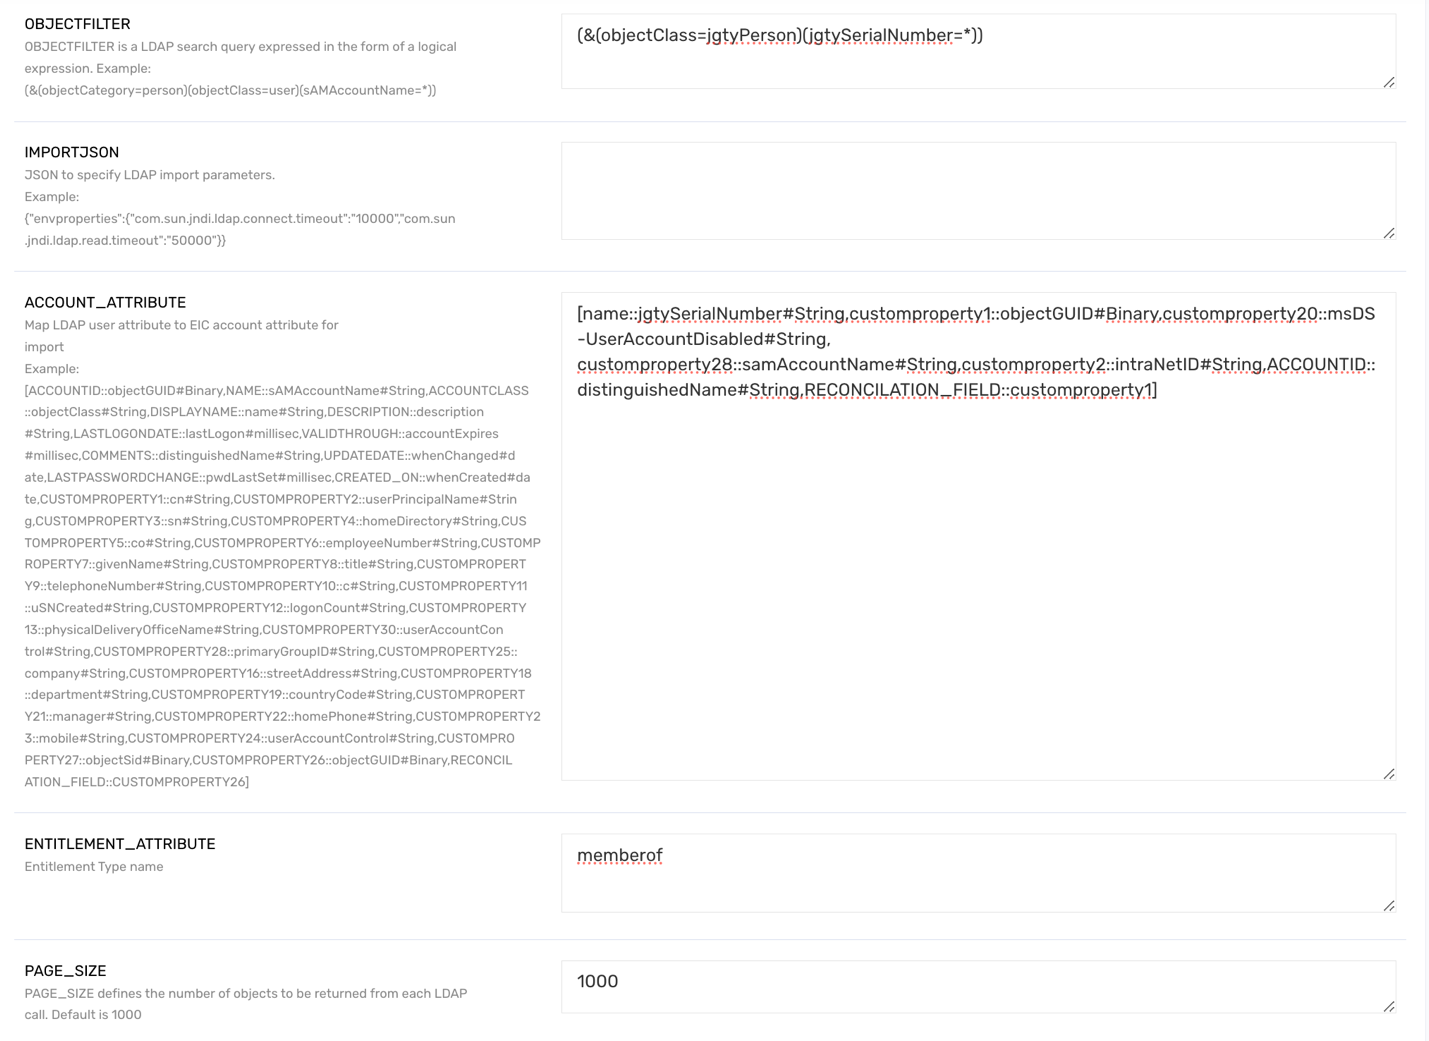 OBJECTFILTER
OBJECTFILTER is a LDAP search query expressed in the form of a logical
expression. Example:
(&(objectCategory=person)(objectClass=user)(sAMAccountName=*))
(&(objectClass=jgtyPerson)(jgtySerialNumber=*))
IMPORTJSON
JSON to specify LDAP import parameters.
Example:
{"envproperties":{"com.sun.jndi.ldap.connect.timeout":"10000","com.sun
.jndi.ldap.read.timeout":"50000"}}
ACCOUNT_ATTRIBUTE
Map LDAP user attribute to EIC account attribute for
import
Example:
[ACCOUNTID::objectGUID#Binary,NAME::sAMAccountName#String,ACCOUNTCLASS
::objectClass#String,DISPLAYNAME::name#String,DESCRIPTION::description
#String,LASTLOGONDATE::lastLogon#millisec,VALIDTHROUGH::accountExpires
#millisec,COMMENTS::distinguishedName#String,UPDATEDATE::whenChanged#d
ate,LASTPASSWORDCHANGE::pwdLastSet#millisec,CREATED_ON::whenCreated#da
te,CUSTOMPROPERTY1::cn#String,CUSTOMPROPERTY2::userPrincipalName#Strin
g,CUSTOMPROPERTY3::sn#String,CUSTOMPROPERTY4::homeDirectory#String,CUS
TOMPROPERTY5::co#String,CUSTOMPROPERTY6::employeeNumber#String,CUSTOMP
ROPERTY7::givenName#String,CUSTOMPROPERTY8::title#String,CUSTOMPROPERT
Y9::telephoneNumber#String,CUSTOMPROPERTY10::c#String,CUSTOMPROPERTY11
::uSNCreated#String,CUSTOMPROPERTY12::logonCount#String,CUSTOMPROPERTY
13::physicalDeliveryOfficeName#String,CUSTOMPROPERTY30::userAccountCon
trol#String,CUSTOMPROPERTY28::primaryGroupID#String,CUSTOMPROPERTY25::
company#String,CUSTOMPROPERTY16::streetAddress#String,CUSTOMPROPERTY18
::department#String,CUSTOMPROPERTY19::countryCode#String,CUSTOMPROPERT
Y21::manager#String,CUSTOMPROPERTY22::homePhone#String,CUSTOMPROPERTY2
3::mobile#String,CUSTOMPROPERTY24::userAccountControl#String,CUSTOMPRO
PERTY27::objectSid#Binary,CUSTOMPROPERTY26::objectGUID#Binary,RECONCIL
ATION_FIELD::CUSTOMPROPERTY26]
[name::jgtySerialNumber#String,customproperty1::objectGUID#Binary,customproperty20::msDS
-UserAccountDisabled#String,
customproperty28::samAccountName#String,customproperty2::intraNetID#String,ACCOUNTID::
distinguishedName#String,RECONCILATION_FIELD::customproperty1]
ENTITLEMENT_ATTRIBUTE
Entitlement Type name
memberof
PAGE_SIZE
PAGE_SIZE defines the number of objects to be returned from each LDAP
call. Default is 1000
1000